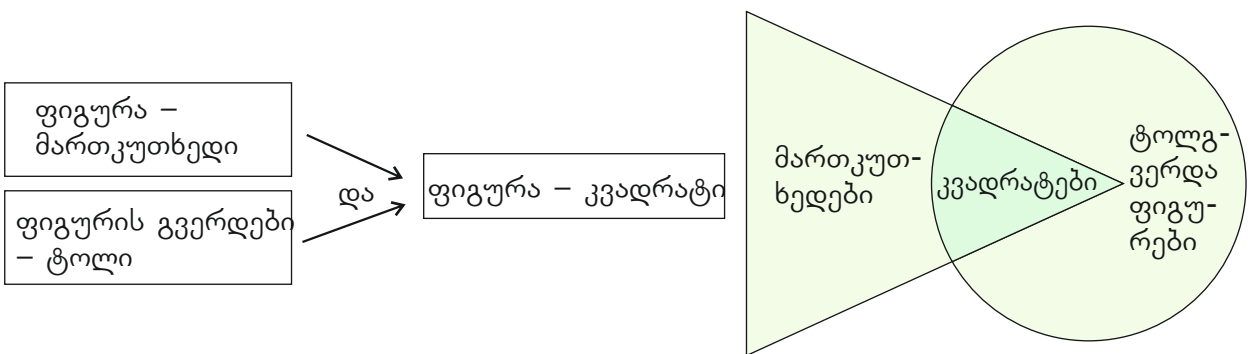 ფიგურა –
მართკუთხედი
ფიგურის გვერდები
– ტოლი
და
ფიგურა – კვადრატი
მართკუთ-
ხედები
კვადრატები
ტოლგ-
ვერდა
ფიგუ-
რები